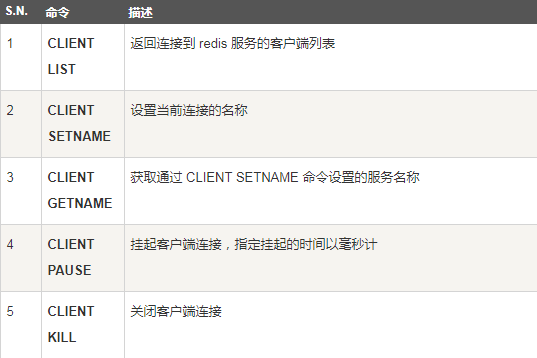 S.N. 命令 描述
1 CLIENT 返回连接到 redis 服务的客户端列表
LIST
2 CLIENT 设置当前连接的名称
SETNAME
3 CLIENT 获取通过 CLIENT SETNAME 命令设置的服务名称
GETNAME
4 CLIENT 挂起客户端连接，指定挂起的时间以毫秒计
PAUSE
5 CLIENT 关闭客户端连接
KILL